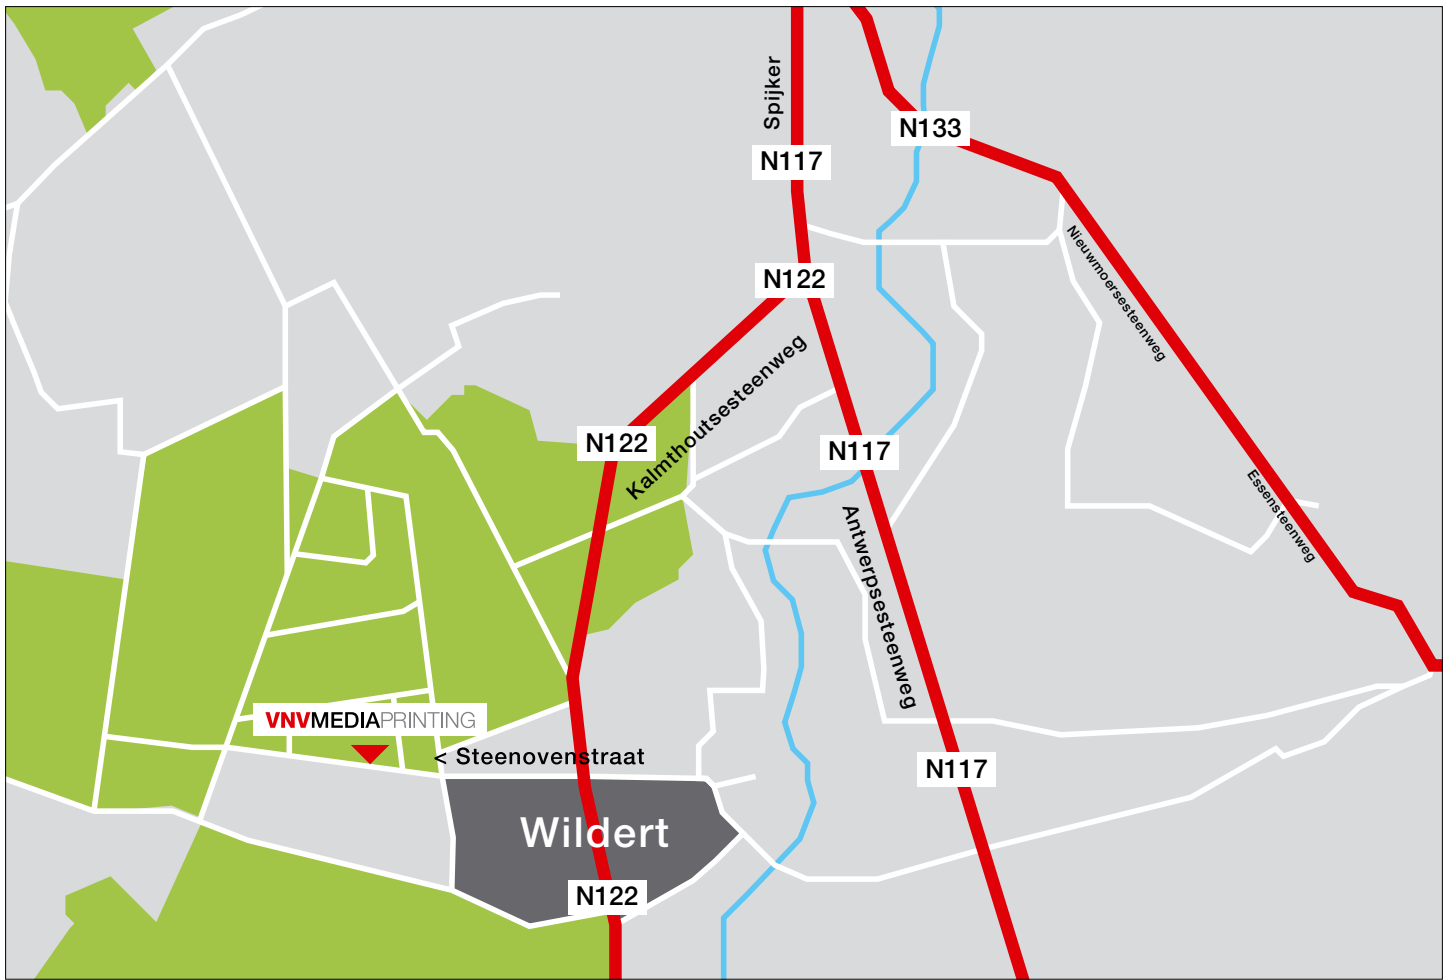 Spijker
N133
N117
Nieuwmoersesteenweg
N122
Kalmthoutsesteenweg
N122
N117
Essensteenweg
Antwerpsesteenweg
VNVMEDIAPRINTING
< Steenovenstraat
N117
Wildert
N122